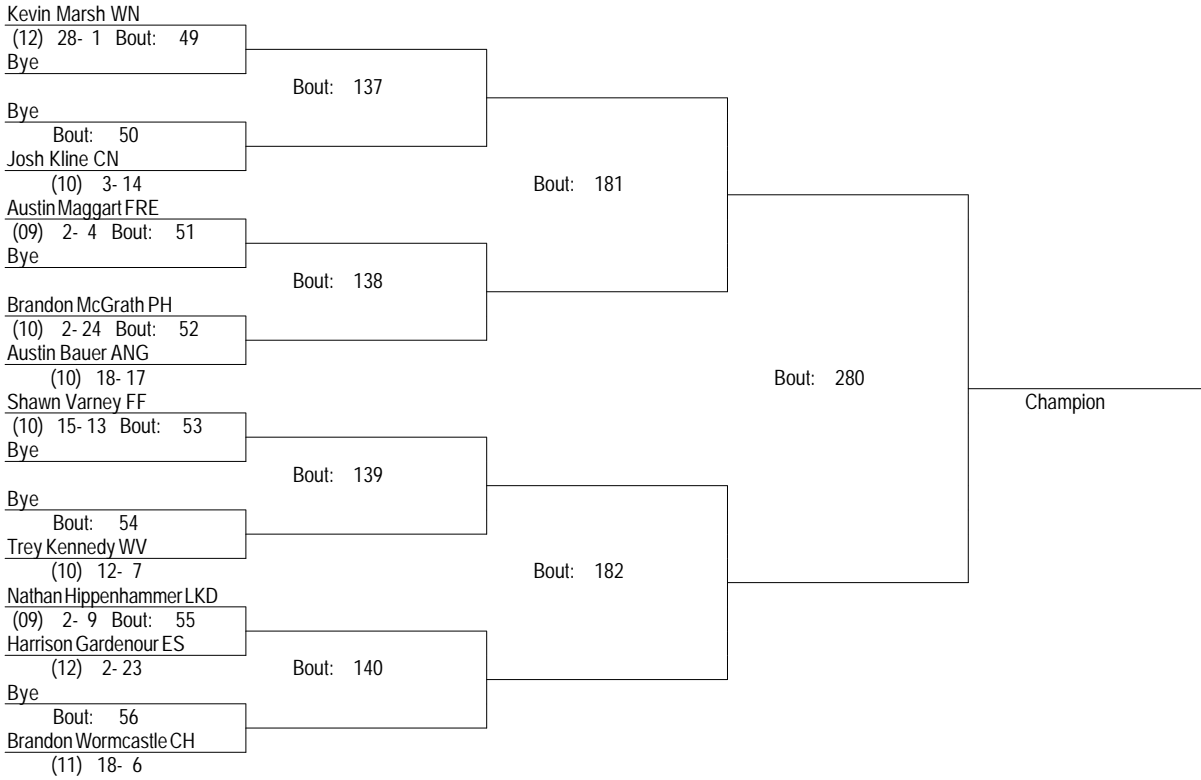 Kevin Marsh WN
(12) 28- 1 Bout: 49
Bye
Bout: 137
Bye
Bout: 50
Josh Kline CN
(10) 3- 14
Bout: 181
Austin Maggart FRE
(09) 2- 4 Bout: 51
Bye
Bout: 138
Brandon McGrath PH
(10) 2- 24 Bout: 52
Austin Bauer ANG
(10) 18- 17
Bout: 280
Shawn Varney FF
Champion
(10) 15- 13 Bout: 53
Bye
Bout: 139
Bye
Bout: 54
Trey Kennedy WV
(10) 12- 7
Bout: 182
Nathan Hippenhammer LKD
(09) 2- 9 Bout: 55
Harrison Gardenour ES
(12) 2- 23
Bout: 140
Bye
Bout: 56
Brandon Wormcastle CH
(11) 18- 6